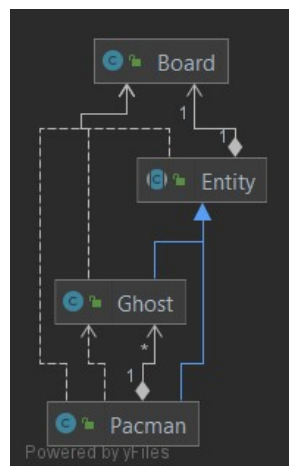 C Board
1
1
C Entity
C Ghost
*
1
C Pacman
Powered by yFiles